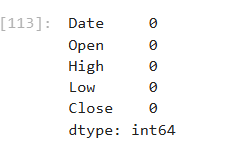 [113]: Date 0
Open 0
High 0
Low 0
Close 0
dtype: int64